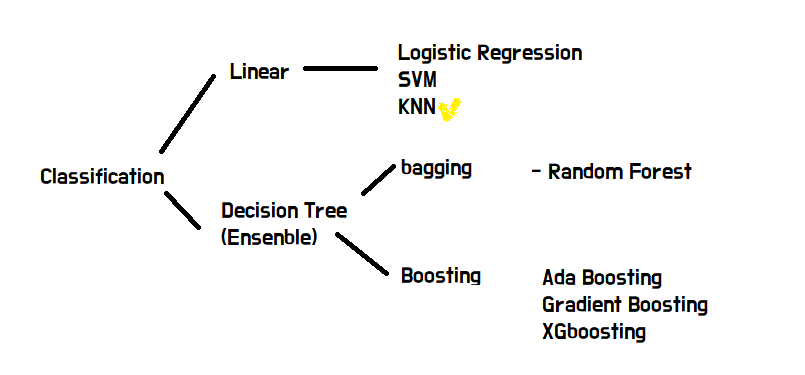 Classification
Linear
Logistic Regression
SVM
KNN
Decision Tree
(Ensenble)
bagging
- Random Forest
Boosting
Ada Boosting
Gradient Boosting
XGboosting